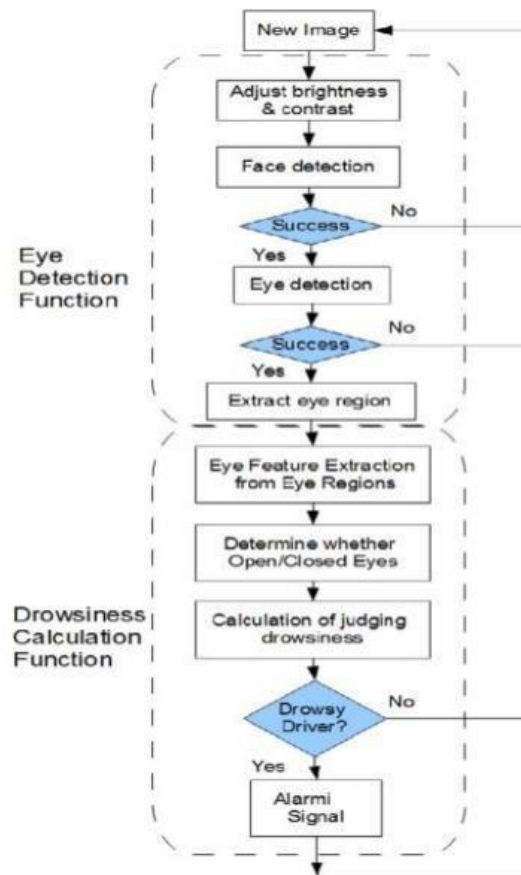 New Image
Adjust brightness
& contrast
Face detection
Success
No
Yes
Eye
Detection
Function
Eye detection
Success
No
Yes
Extract eye region
Eye Feature Extraction
from Eye Regions
Determine whether
Open/Closed Eyes
Drowsiness
Calculation
Function
Calculation of judging
drowsiness
Drowsy
Driver?
No
Yes
Alarmi
Signal